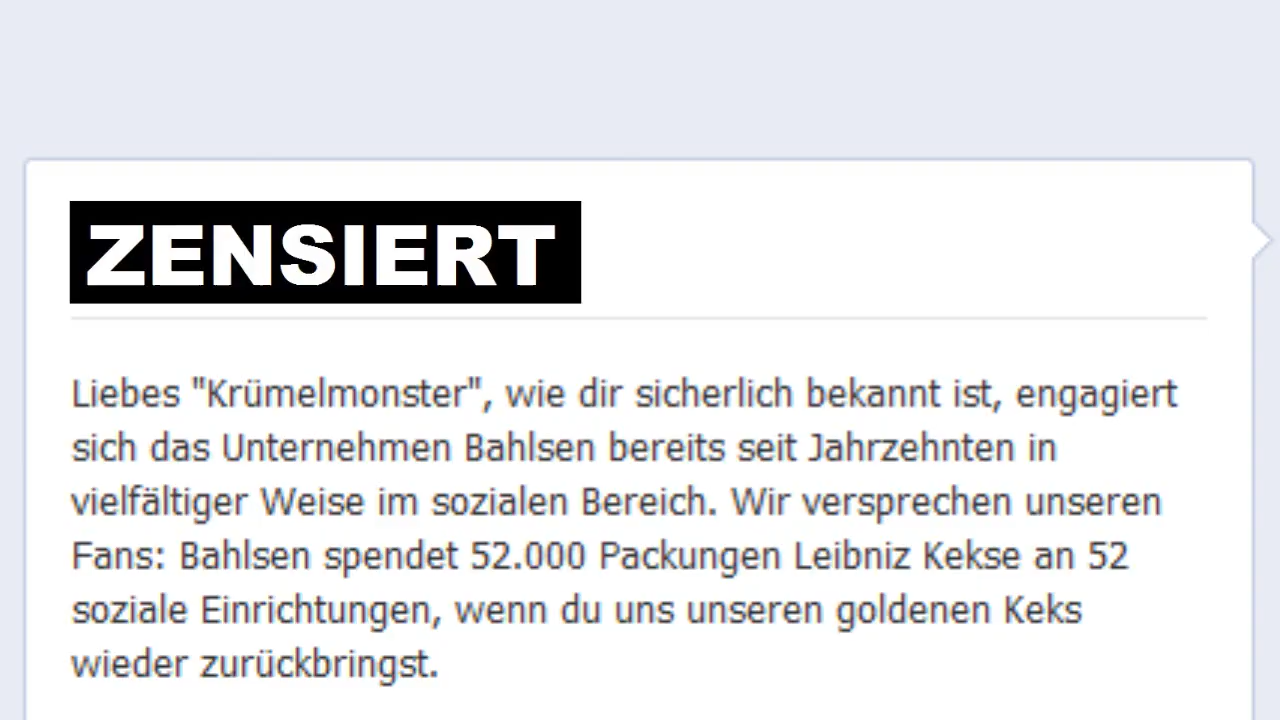 ZENSIERT
Liebes "Krümelmonster", wie dir sicherlich bekannt ist, engagiert
sich das Unternehmen Bahlsen bereits seit Jahrzehnten in
vielfältiger Weise im sozialen Bereich. Wir versprechen unseren
Fans: Bahlsen spendet 52.000 Packungen Leibniz Kekse an 52
soziale Einrichtungen, wenn du uns unseren goldenen Keks
wieder zurückbringst.